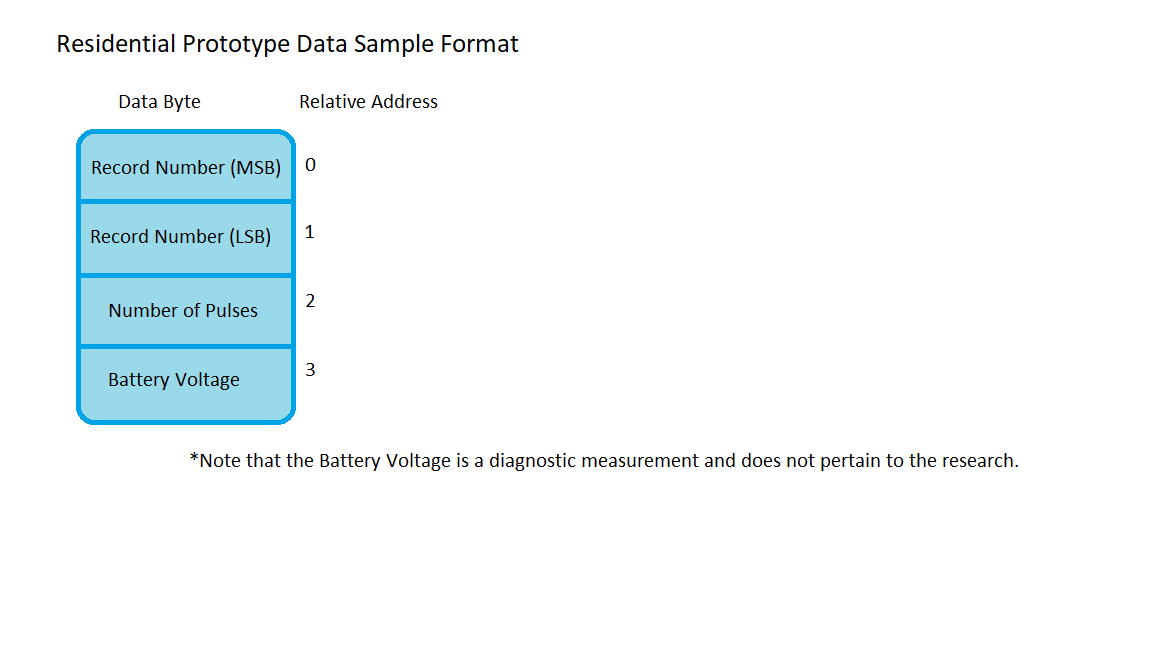 Residential Prototype Data Sample Format
Data Byte Relative Address
Record Number (MSB) 0
Record Number (LSB) 1
Number of Pulses 2
Battery Voltage 3
*Note that the Battery Voltage is a diagnostic measurement and does not pertain to the research.